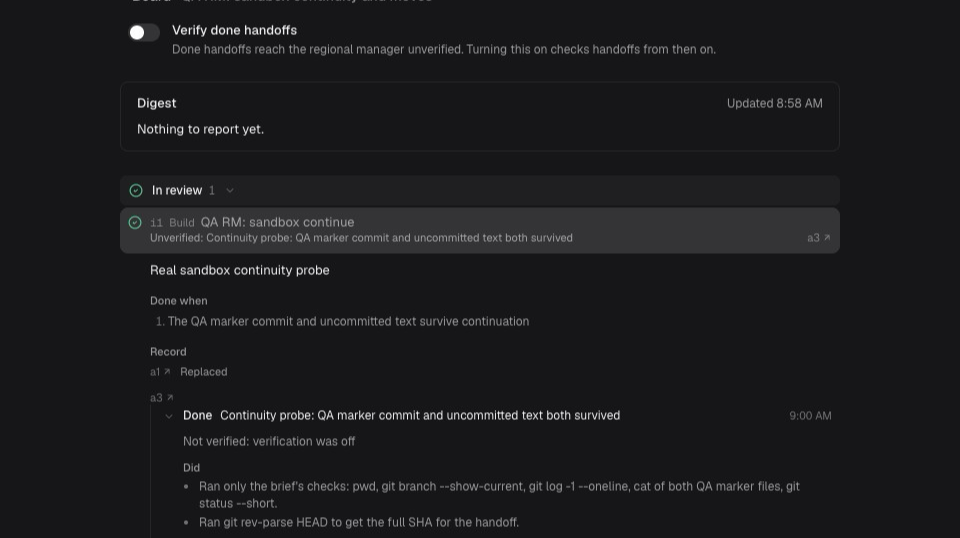 Verify done handoffs
Done handoffs reach the regional manager unverified. Turning this on checks handoffs from then on.
Digest
Updated 8:58 AM
Nothing to report yet.
In review 1
i1 Build QA RM: sandbox continue
Unverified: Continuity probe: QA marker commit and uncommitted text both survived
a3 ↗
Real sandbox continuity probe
Done when
1. The QA marker commit and uncommitted text survive continuation
Record
a1 ↗ Replaced
a3 ↗
Done Continuity probe: QA marker commit and uncommitted text both survived
9:00 AM
Not verified: verification was off
Did
• Ran only the brief's checks: pwd, git branch --show-current, git log -1 --oneline, cat of both QA marker files, git
status --short.
• Ran git rev-parse HEAD to get the full SHA for the handoff.